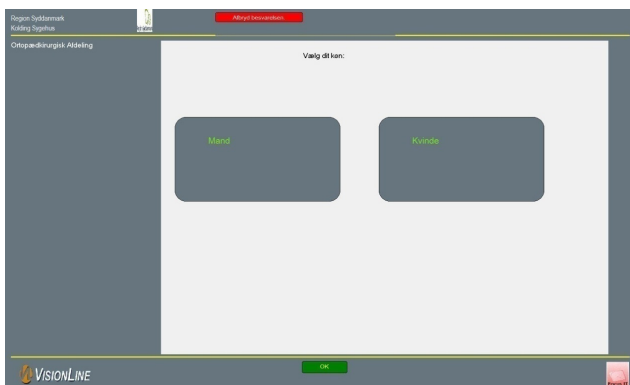 Region Syddanmark
Kolding Sygehus
Afbryd besvarelsen.
Ortopædkirurgisk Afdeling
Vælg dit køn:
Mand
Kvinde
OK
VISIONLINE